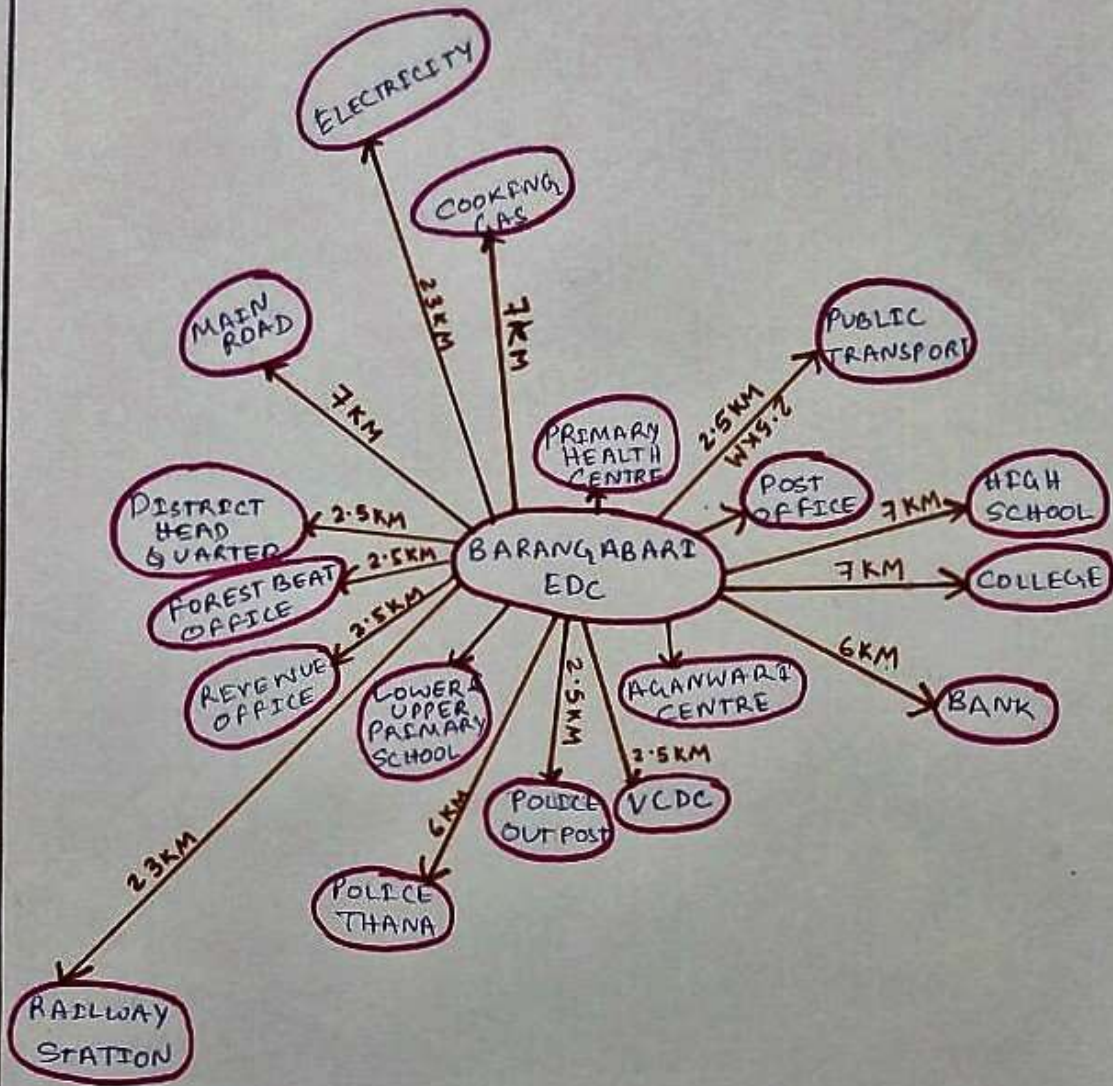 ELECTRICITY
COOKING
GAS
23KM
7KM
MAIN
ROAD
7KM
PUBLIC
TRANSPORT
2.5KM
2.5KM
PRIMARY
HEALTH
CENTRE
POST
OFFICE
HIGH
SCHOOL
7KM
DISTRICT
HEAD
QUARTER
2.5KM
BARANGABARI
EDC
COLLEGE
7KM
FOREST BEAT
OFFICE
2.5KM
REVENUE
OFFICE
2.5KM
LOWER &
UPPER
PRIMARY
SCHOOL
AGANWARI
CENTRE
6KM
BANK
2.5KM
POLICE
OUTPOST
2.5KM
VCDC
6KM
POLICE
THANA
23KM
RAILWAY
STATION